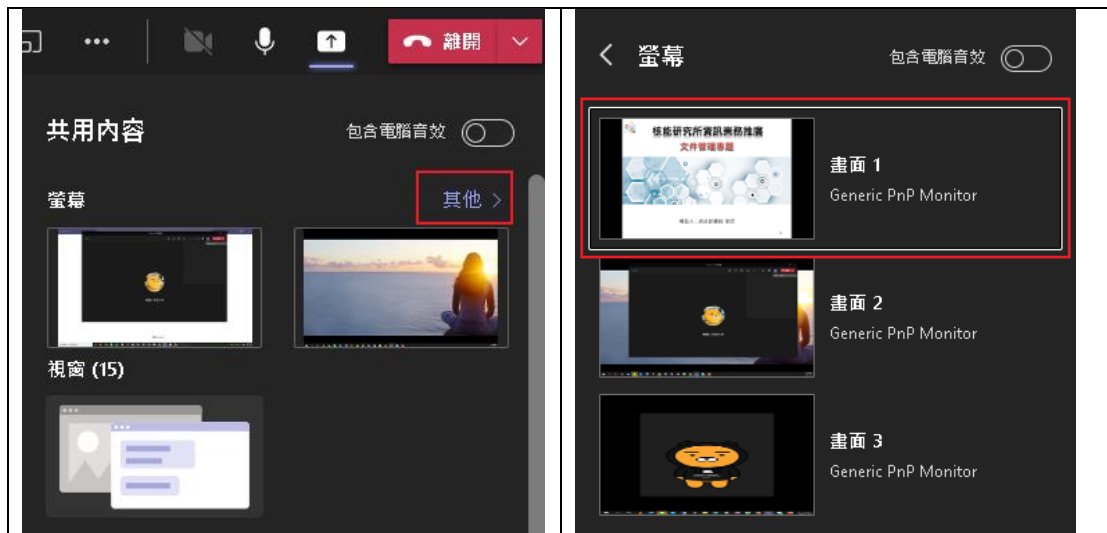 離開
共用內容
包含電腦音效
螢幕
其他 >
視窗 (15)
螢幕
包含電腦音效
核能研究所資訊業務推廣
文件管理專題
畫面 1
Generic PnP Monitor
畫面 2
Generic PnP Monitor
畫面 3
Generic PnP Monitor